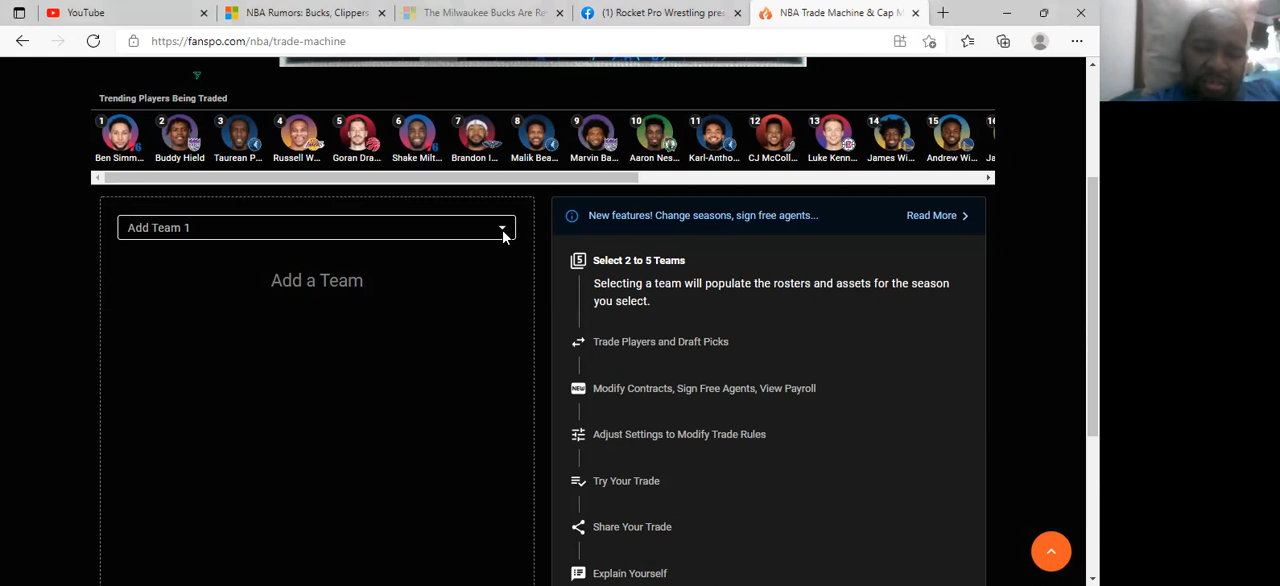 YouTube
NBA Rumors: Bucks, Clippers
The Milwaukee Bucks Are Re
(1) Rocket Pro Wrestling pres
NBA Trade Machine & Cap M
https://fanspo.com/nba/trade-machine
Trending Players Being Traded
1 2 3 4 5 6 7 8 9 10 11 12 13 14 15 16
Ben Simm... Buddy Hield Taurean P... Russell W... Goran Dra... Shake Milt... Brandon I... Malik Bea... Marvin Ba... Aaron Nes... Karl-Antho... CJ McColl... Luke Kenn... James Wi... Andrew Wi... Ja
Add Team 1
Add a Team
New features! Change seasons, sign free agents...
Read More
5
Select 2 to 5 Teams
Selecting a team will populate the rosters and assets for the season
you select.
Trade Players and Draft Picks
NEW
Modify Contracts, Sign Free Agents, View Payroll
Adjust Settings to Modify Trade Rules
Try Your Trade
Share Your Trade
Explain Yourself